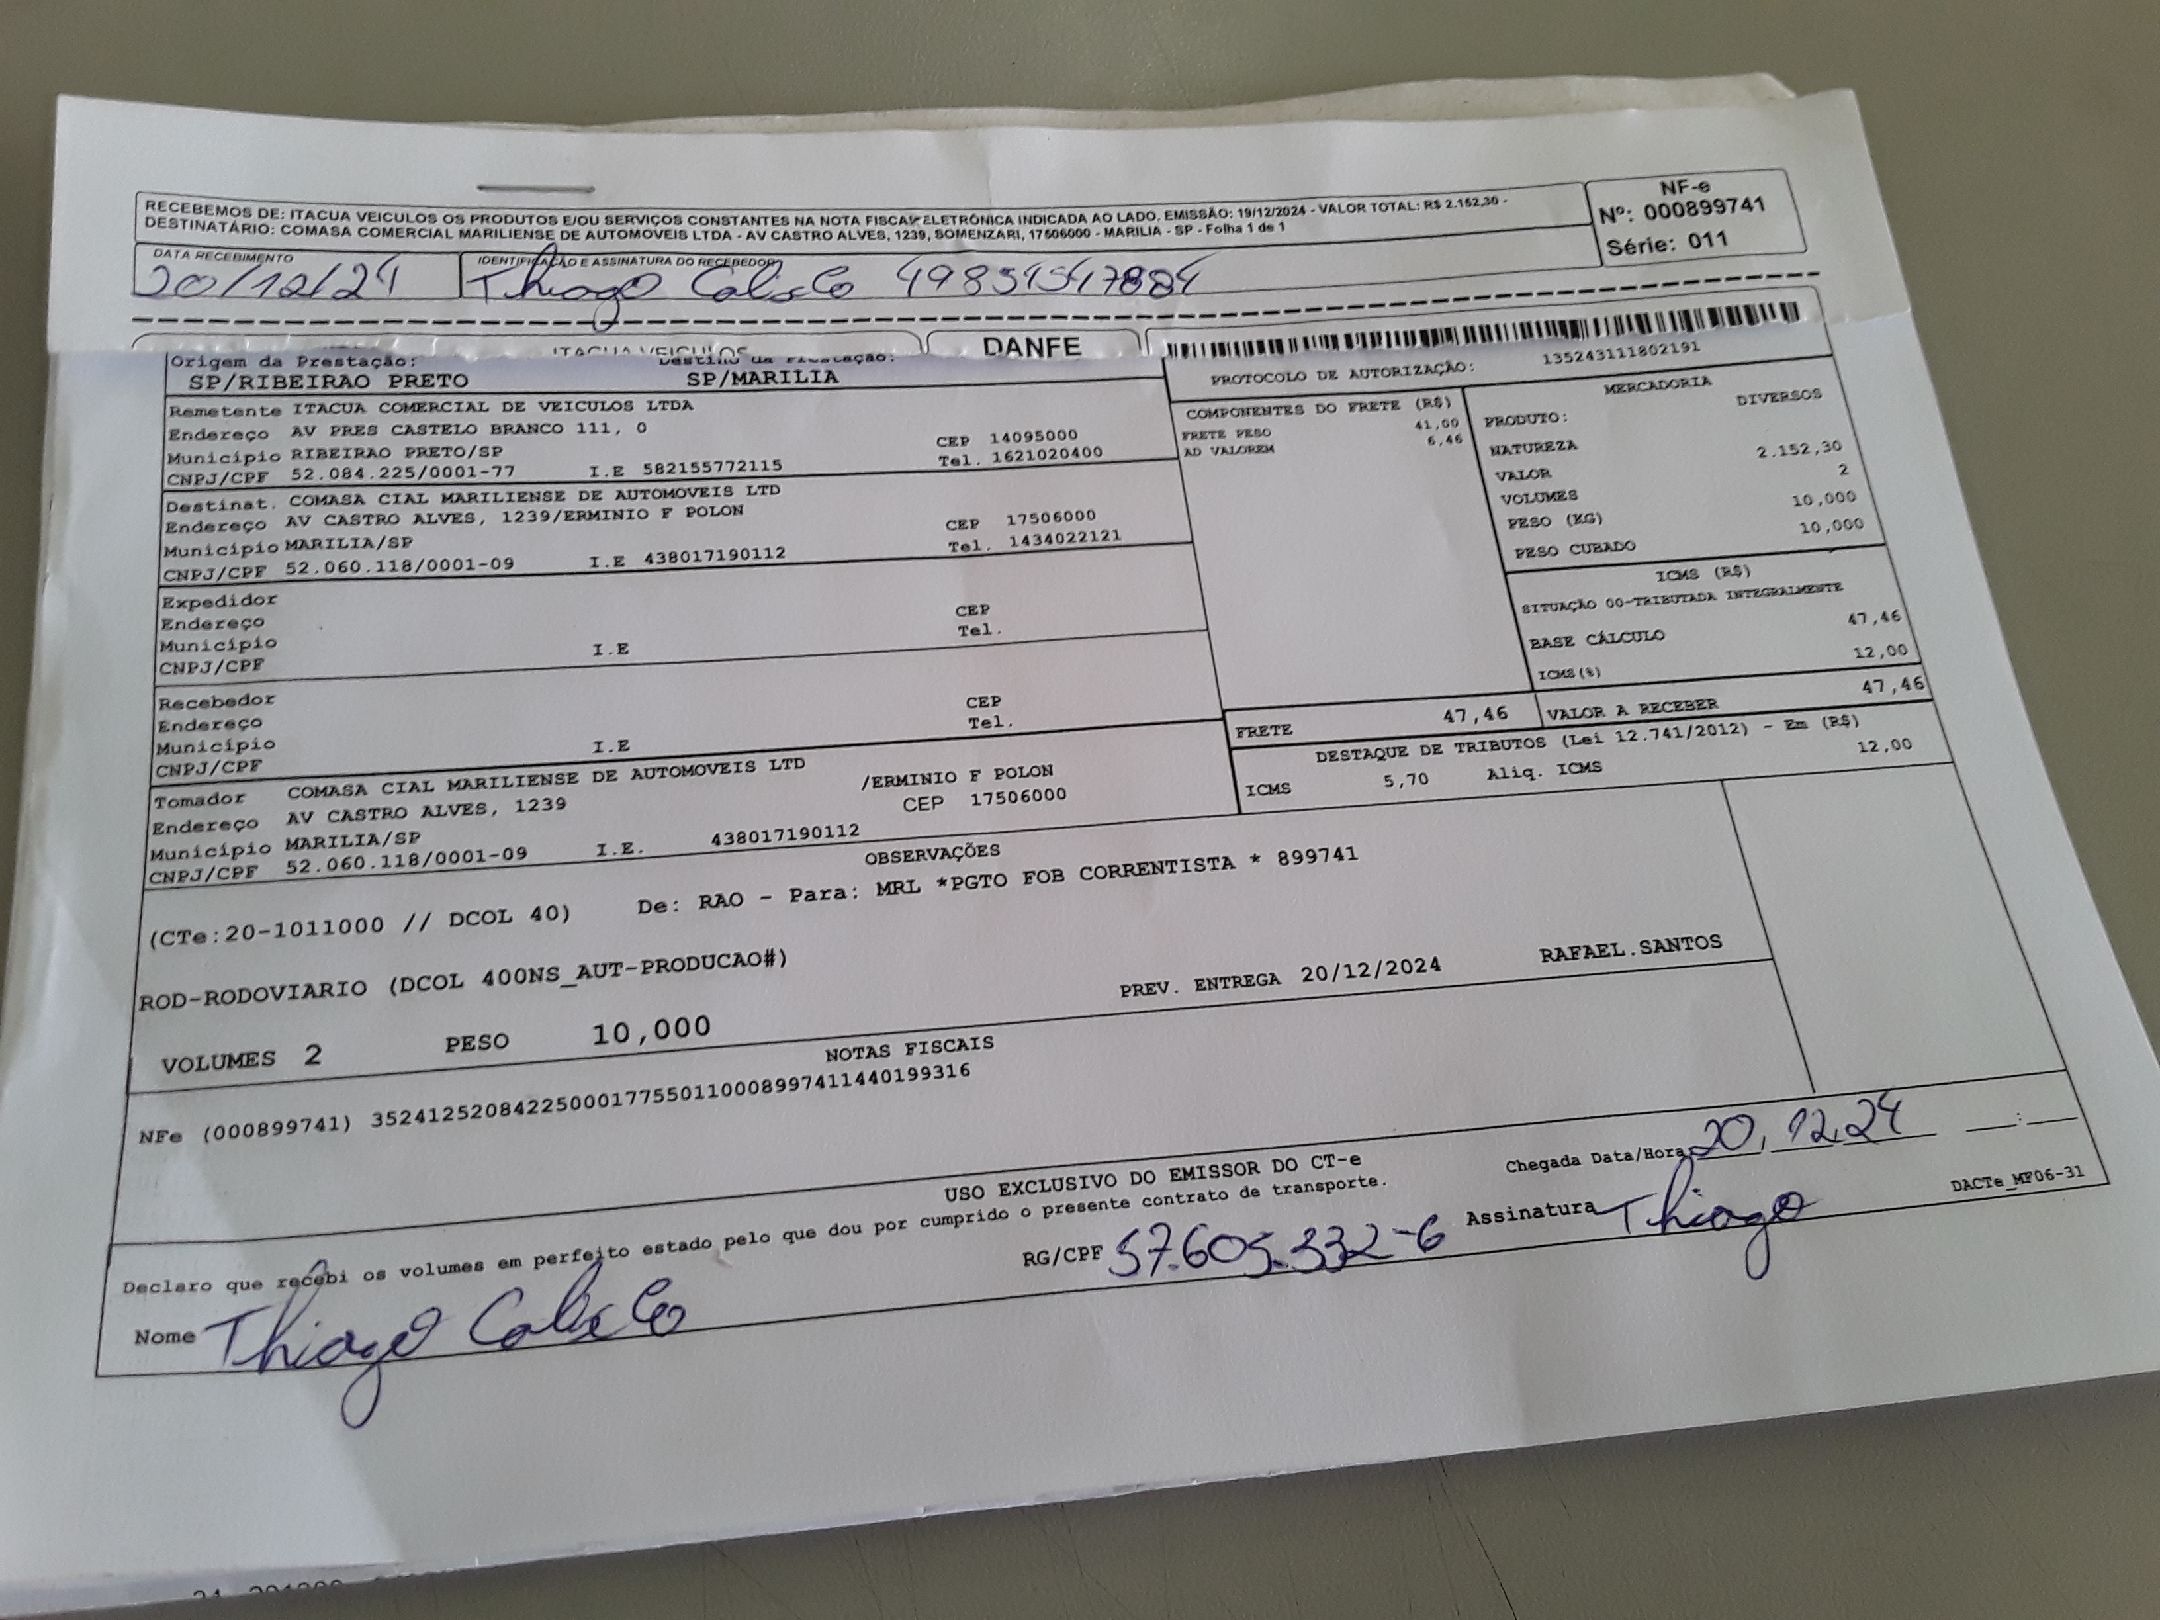 RECEBEMOS DE: ITACUA VEICULOS OS PRODUTOS E/OU SERVIÇOS CONSTANTES NA NOTA FISCAL ELETRÔNICA INDICADA AO LADO. EMISSÃO: 19/12/2024 - VALOR TOTAL: R$ 2.152,30 -
DESTINATÁRIO: COMASA COMERCIAL MARILIENSE DE AUTOMOVEIS LTDA - AV CASTRO ALVES, 1239, SOMENZARI, 17506000 - MARILIA - SP - Folha 1 de 1
NF-e
Nº: 000899741
Série: 011
DATA RECEBIMENTO
20/12/24
IDENTIFICAÇÃO E ASSINATURA DO RECEBEDOR
Thiago
ITACUA VEICULOS
DANFE
Origem da Prestação:
SP/RIBEIRAO PRETO
Destino da Prestação:
SP/MARILIA
PROTOCOLO DE AUTORIZAÇÃO: 135243111802191
Remetente ITACUA COMERCIAL DE VEICULOS LTDA
Endereço AV PRES CASTELO BRANCO 111, 0 CEP 14095000
Município RIBEIRAO PRETO/SP Tel. 1621020400
CNPJ/CPF 52.084.225/0001-77 I.E 582155772115
Destinat. COMASA CIAL MARILIENSE DE AUTOMOVEIS LTD
Endereço AV CASTRO ALVES, 1239/ERMINIO F POLON CEP 17506000
Município MARILIA/SP Tel. 1434022121
CNPJ/CPF 52.060.118/0001-09 I.E 438017190112
Expedidor
Endereço CEP
Município Tel.
CNPJ/CPF I.E
Recebedor
Endereço CEP
Município Tel.
CNPJ/CPF I.E
Tomador COMASA CIAL MARILIENSE DE AUTOMOVEIS LTD
Endereço AV CASTRO ALVES, 1239 /ERMINIO F POLON
Município MARILIA/SP CEP 17506000
CNPJ/CPF 52.060.118/0001-09 I.E. 438017190112
COMPONENTES DO FRETE (R$)
FRETE PESO 41,00
AD VALOREM 6,46
MERCADORIA
PRODUTO: DIVERSOS
NATUREZA
VALOR 2.152,30
VOLUMES 2
PESO (KG) 10,000
PESO CUBADO 10,000
ICMS (R$)
SITUAÇÃO 00-TRIBUTADA INTEGRALMENTE
BASE CÁLCULO 47,46
ICMS(%) 12,00
FRETE 47,46
VALOR A RECEBER 47,46
DESTAQUE DE TRIBUTOS (Lei 12.741/2012) - Em (R$)
ICMS 5,70 Aliq. ICMS 12,00
OBSERVAÇÕES
(CTe:20-1011000 // DCOL 40) De: RAO - Para: MRL *PGTO FOB CORRENTISTA * 899741
ROD-RODOVIARIO (DCOL 400NS_AUT-PRODUCAO#)
PREV. ENTREGA 20/12/2024 RAFAEL.SANTOS
VOLUMES 2 PESO 10,000
NOTAS FISCAIS
NFe (000899741) 35241252084225000177550110008997411440199316
USO EXCLUSIVO DO EMISSOR DO CT-e
Declaro que recebi os volumes em perfeito estado pelo que dou por cumprido o presente contrato de transporte.
Chegada Data/Hora 20, 12,24
Nome Thiago
RG/CPF 57.605.332-6
Assinatura Thiago
DACTe_MF06-31